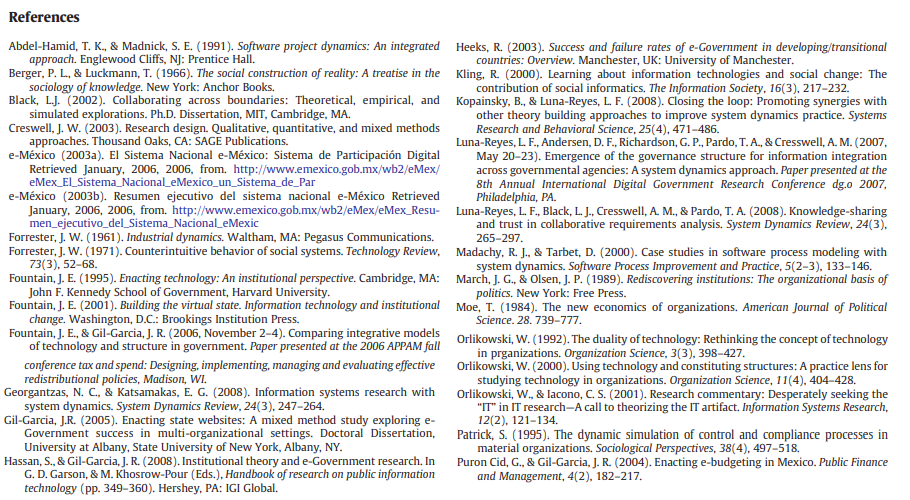 References
Abdel-Hamid, T. K., & Madnick, S. E. (1991). Software project dynamics: An integrated
approach. Englewood Cliffs, NJ: Prentice Hall.
Berger, P. L., & Luckmann, T. (1966). The social construction of reality: A treatise in the
sociology of knowledge. New York: Anchor Books.
Black, L.J. (2002). Collaborating across boundaries: Theoretical, empirical, and
simulated explorations. Ph.D. Dissertation, MIT, Cambridge, MA.
Creswell, J. W. (2003). Research design. Qualitative, quantitative, and mixed methods
approaches. Thousand Oaks, CA: SAGE Publications.
e-México (2003a). El Sistema Nacional e-México: Sistema de Participación Digital
Retrieved January, 2006, 2006, from. http://www.emexico.gob.mx/wb2/eMex/
eMex_El_Sistema_Nacional_eMexico_un_Sistema_de_Par
e-México (2003b). Resumen ejecutivo del sistema nacional e-México Retrieved
January, 2006, 2006, from. http://www.emexico.gob.mx/wb2/eMex/eMex_Resu-
men_ejecutivo_del_Sistema_Nacional_eMexic
Forrester, J. W. (1961). Industrial dynamics. Waltham, MA: Pegasus Communications.
Forrester, J. W. (1971). Counterintuitive behavior of social systems. Technology Review,
73(3), 52–68.
Fountain, J. E. (1995). Enacting technology: An institutional perspective. Cambridge, MA:
John F. Kennedy School of Government, Harvard University.
Fountain, J. E. (2001). Building the virtual state. Information technology and institutional
change. Washington, D.C.: Brookings Institution Press.
Fountain, J. E., & Gil-Garcia, J. R. (2006, November 2–4). Comparing integrative models
of technology and structure in government. Paper presented at the 2006 APPAM fall
conference tax and spend: Designing, implementing, managing and evaluating effective
redistributional policies, Madison, WI.
Georgantzas, N. C., & Katsamakas, E. G. (2008). Information systems research with
system dynamics. System Dynamics Review, 24(3), 247–264.
Gil-Garcia, J.R. (2005). Enacting state websites: A mixed method study exploring e-
Government success in multi-organizational settings. Doctoral Dissertation,
University at Albany, State University of New York, Albany, NY.
Hassan, S., & Gil-Garcia, J. R. (2008). Institutional theory and e-Government research. In
G. D. Garson, & M. Khosrow-Pour (Eds.), Handbook of research on public information
technology (pp. 349–360). Hershey, PA: IGI Global.
Heeks, R. (2003). Success and failure rates of e-Government in developing/transitional
countries: Overview. Manchester, UK: University of Manchester.
Kling, R. (2000). Learning about information technologies and social change: The
contribution of social informatics. The Information Society, 16(3), 217–232.
Kopainsky, B., & Luna-Reyes, L. F. (2008). Closing the loop: Promoting synergies with
other theory building approaches to improve system dynamics practice. Systems
Research and Behavioral Science, 25(4), 471–486.
Luna-Reyes, L. F., Andersen, D. F., Richardson, G. P., Pardo, T. A., & Cresswell, A. M. (2007,
May 20–23). Emergence of the governance structure for information integration
across governmental agencies: A system dynamics approach. Paper presented at the
8th Annual International Digital Government Research Conference dg.o 2007,
Philadelphia, PA.
Luna-Reyes, L. F., Black, L. J., Cresswell, A. M., & Pardo, T. A. (2008). Knowledge-sharing
and trust in collaborative requirements analysis. System Dynamics Review, 24(3),
265–297.
Madachy, R. J., & Tarbet, D. (2000). Case studies in software process modeling with
system dynamics. Software Process Improvement and Practice, 5(2–3), 133–146.
March, J. G., & Olsen, J. P. (1989). Rediscovering institutions: The organizational basis of
politics. New York: Free Press.
Moe, T. (1984). The new economics of organizations. American Journal of Political
Science. 28. 739–777.
Orlikowski, W. (1992). The duality of technology: Rethinking the concept of technology
in prganizations. Organization Science, 3(3), 398–427.
Orlikowski, W. (2000). Using technology and constituting structures: A practice lens for
studying technology in organizations. Organization Science, 11(4), 404–428.
Orlikowski, W., & Iacono, C. S. (2001). Research commentary: Desperately seeking the
“IT” in IT research—A call to theorizing the IT artifact. Information Systems Research,
12(2), 121–134.
Patrick, S. (1995). The dynamic simulation of control and compliance processes in
material organizations. Sociological Perspectives, 38(4), 497–518.
Puron Cid, G., & Gil-Garcia, J. R. (2004). Enacting e-budgeting in Mexico. Public Finance
and Management, 4(2), 182–217.